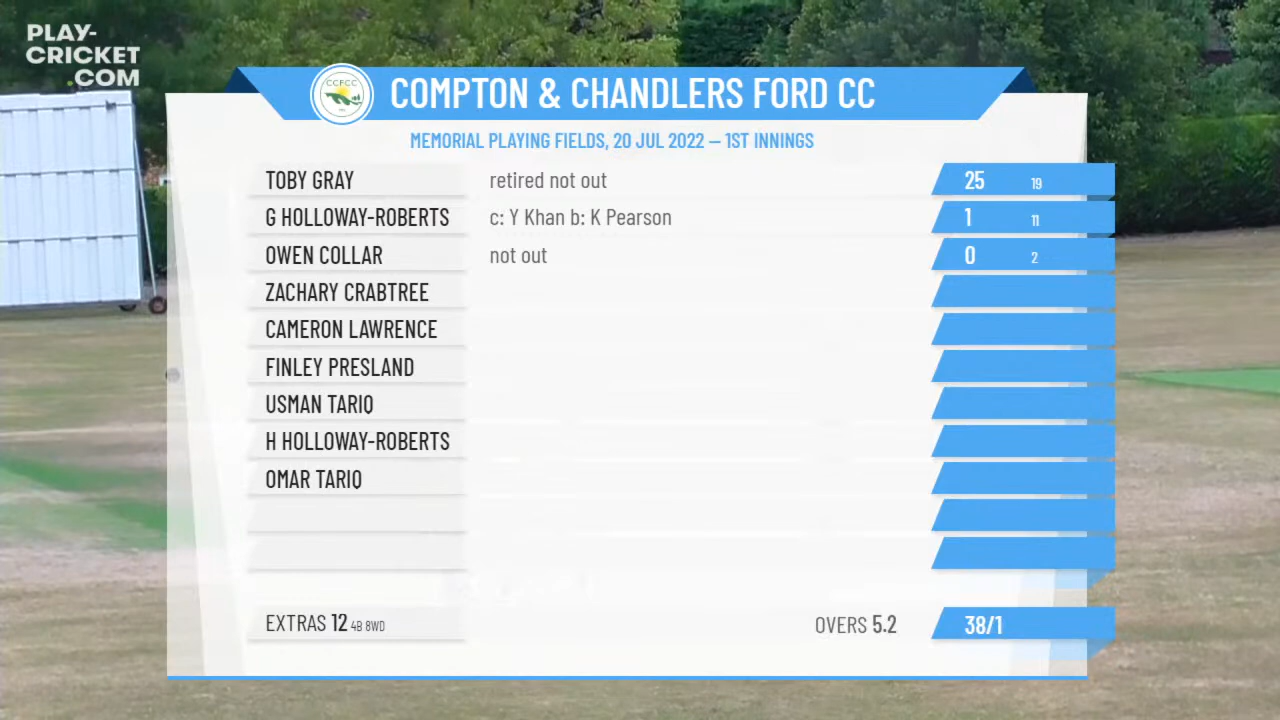 PLAY-
CRICKET
.COM
CCFCC
COMPTON & CHANDLERS FORD CC
MEMORIAL PLAYING FIELDS, 20 JUL 2022 – 1ST INNINGS
TOBY GRAY retired not out 25 19
G HOLLOWAY-ROBERTS c: Y Khan b: K Pearson 1 11
OWEN COLLAR not out 0 2
ZACHARY CRABTREE
CAMERON LAWRENCE
FINLEY PRESLAND
USMAN TARIQ
H HOLLOWAY-ROBERTS
OMAR TARIQ
EXTRAS 12 4B 8WD OVERS 5.2 38/1